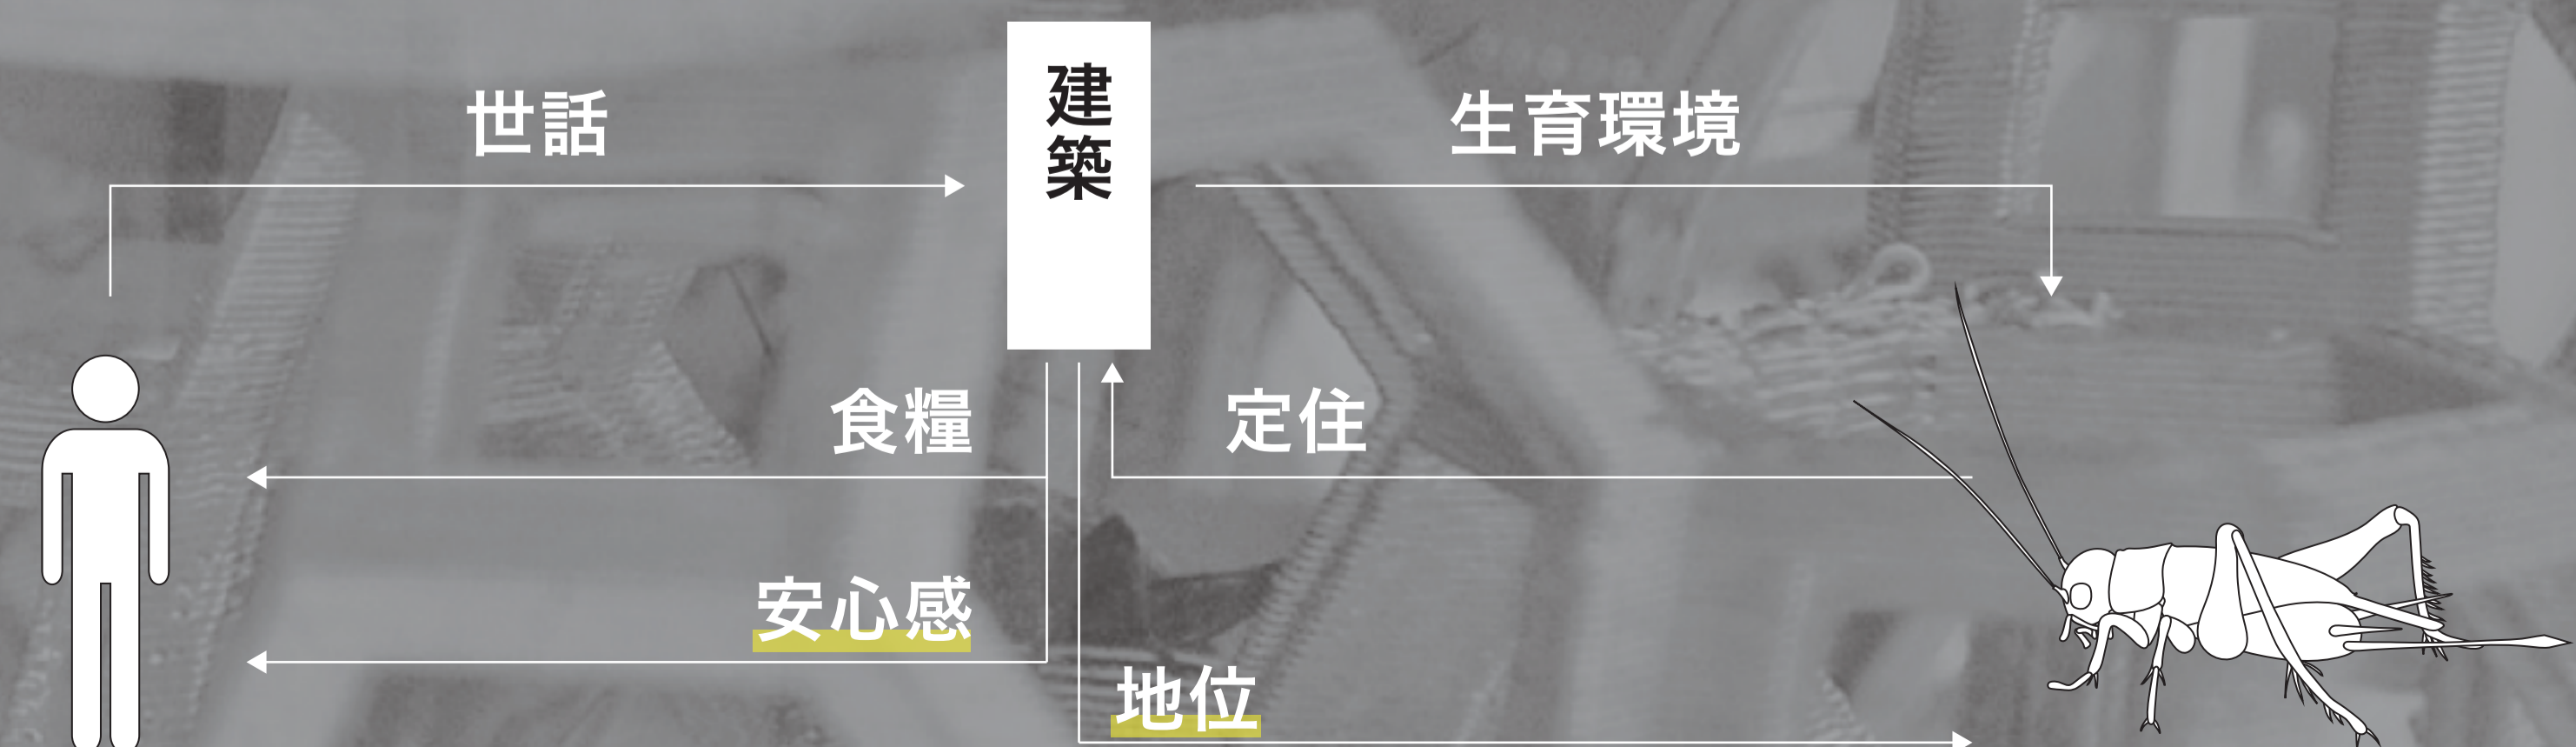 世話
建築
生育環境
食糧
定住
安心感
地位